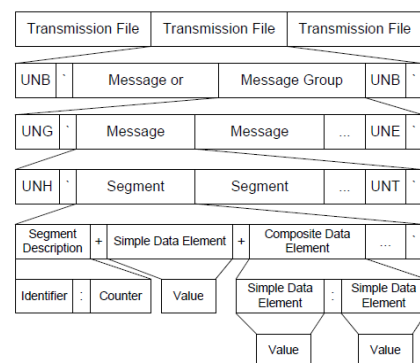 Transmission File Transmission File Transmission File
UNB ` Message or Message Group UNB `
UNG ` Message Message ... UNE `
UNH ` Segment Segment ... UNT `
Segment Description + Simple Data Element + Composite Data Element ... `
Identifier : Counter Value Simple Data Element : Simple Data Element
Value Value